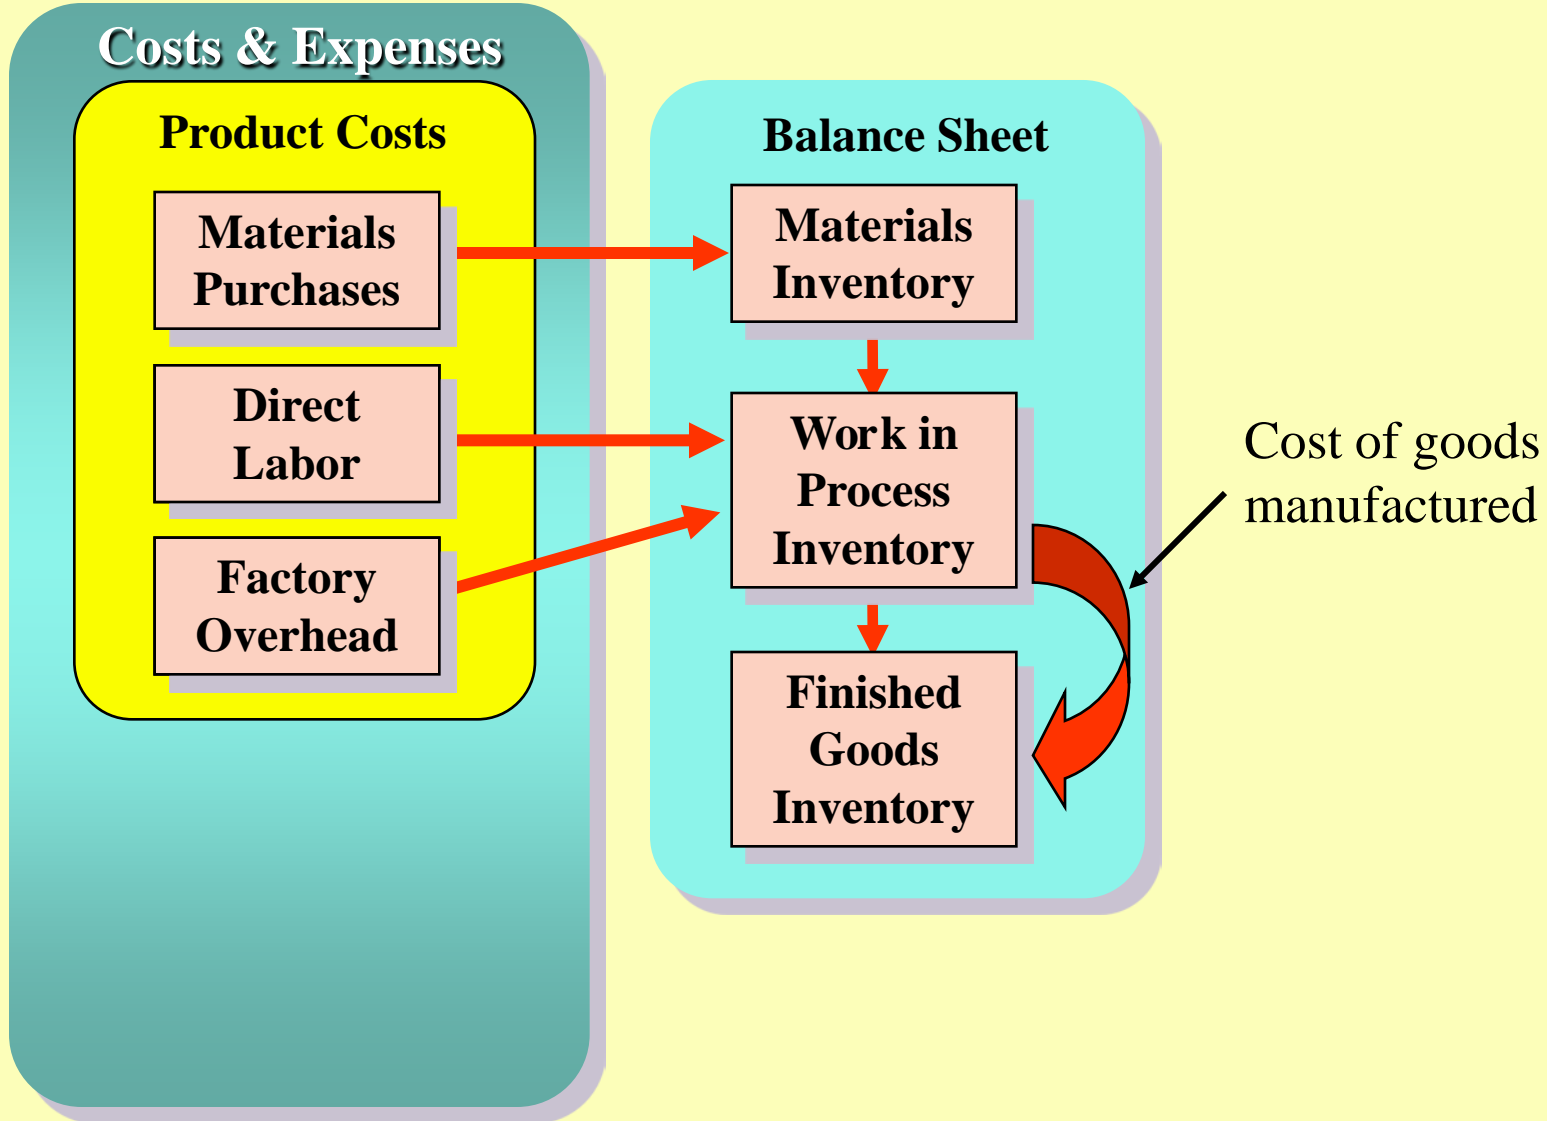 Costs & Expenses
Product Costs
Materials
Purchases
Direct
Labor
Factory
Overhead
Balance Sheet
Materials
Inventory
Work in
Process
Inventory
Finished
Goods
Inventory
Cost of goods
manufactured